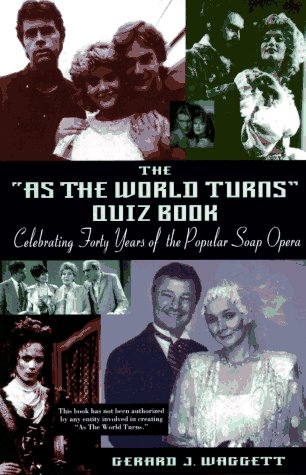 THE
"AS THE WORLD TURNS"
QUIZ BOOK
Celebrating Forty Years of the Popular Soap Opera
This book has not been authorized
by any entity involved in creating
"As The World Turns."
GERARD J. WAGGETT